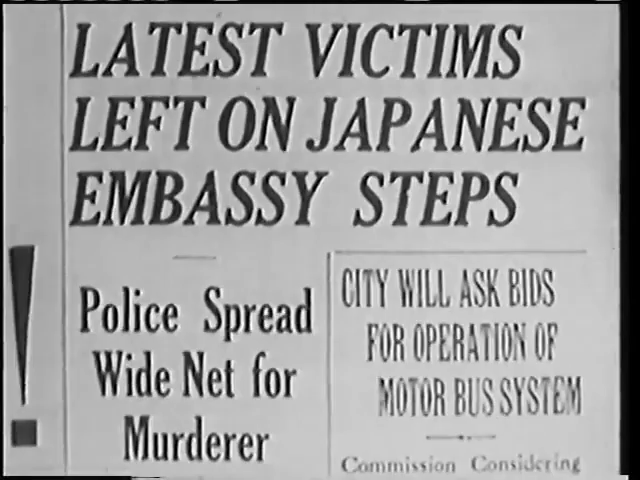 LATEST VICTIMS
LEFT ON JAPANESE
EMBASSY STEPS
!
Police Spread
Wide Net for
Murderer
CITY WILL ASK BIDS
FOR OPERATION OF
MOTOR BUS SYSTEM
Commission Considering